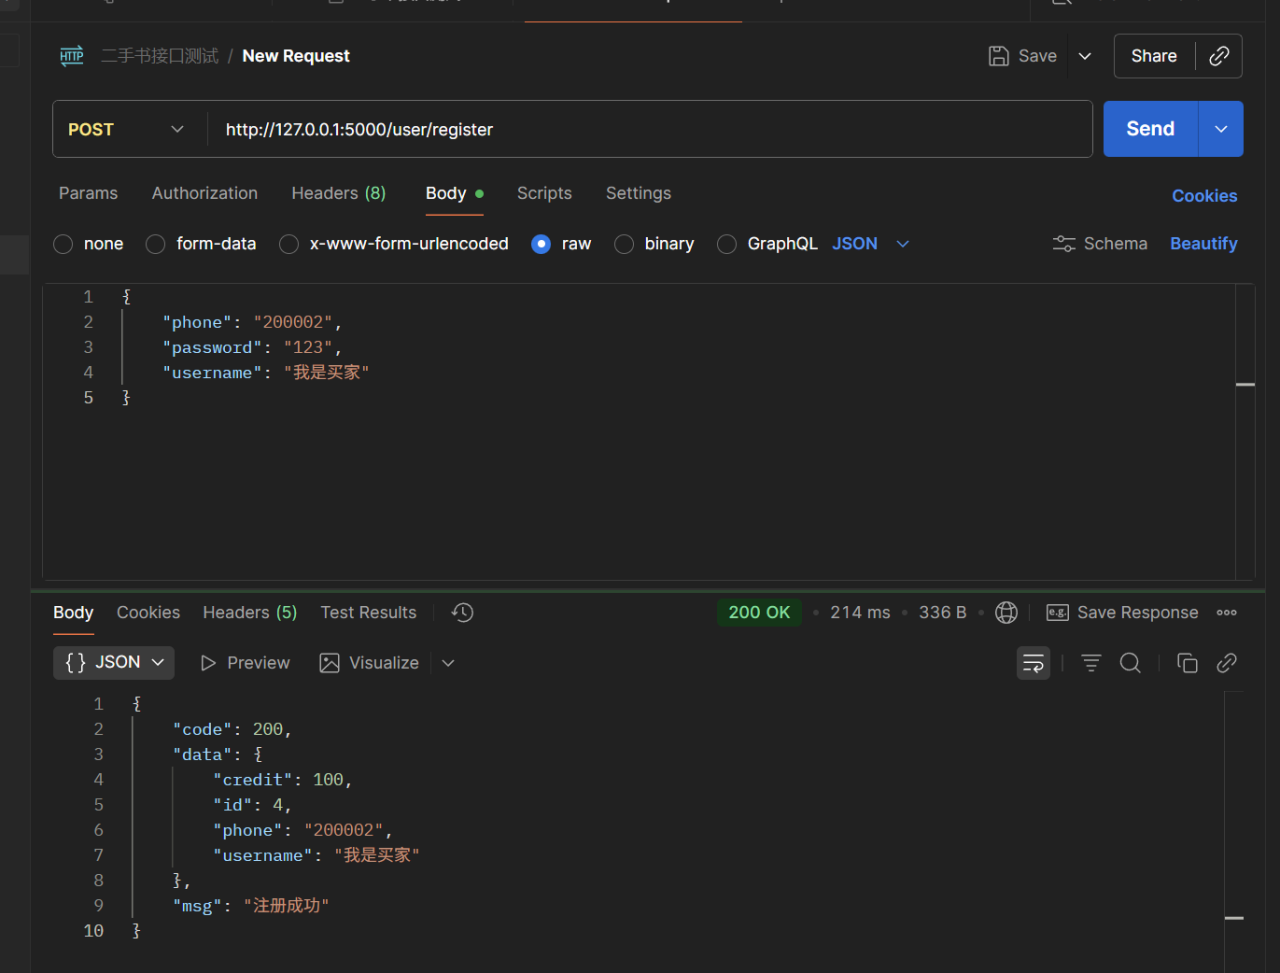 HTTP 二手书接口测试 / New Request Save Share
POST http://127.0.0.1:5000/user/register Send
Params Authorization Headers (8) Body Scripts Settings Cookies
none form-data x-www-form-urlencoded raw binary GraphQL JSON Schema Beautify
1 {
2 "phone": "200002",
3 "password": "123",
4 "username": "我是买家"
5 }
Body Cookies Headers (5) Test Results 200 OK • 214 ms • 336 B • e.g. Save Response
{} JSON Preview Visualize
1 {
2 "code": 200,
3 "data": {
4 "credit": 100,
5 "id": 4,
6 "phone": "200002",
7 "username": "我是买家"
8 },
9 "msg": "注册成功"
10 }